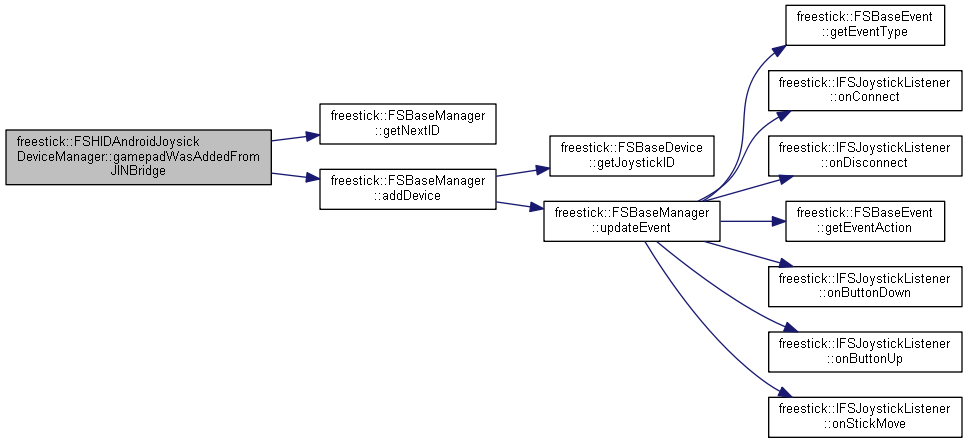 freestick::FSHIDAndroidJoysick
DeviceManager::gamepadWasAddedFrom
JINBridge
freestick::FSBaseManager
::getNextID
freestick::FSBaseManager
::addDevice
freestick::FSBaseDevice
::getJoystickID
freestick::FSBaseManager
::updateEvent
freestick::FSBaseEvent
::getEventType
freestick::IFSJoystickListener
::onConnect
freestick::IFSJoystickListener
::onDisconnect
freestick::FSBaseEvent
::getEventAction
freestick::IFSJoystickListener
::onButtonDown
freestick::IFSJoystickListener
::onButtonUp
freestick::IFSJoystickListener
::onStickMove